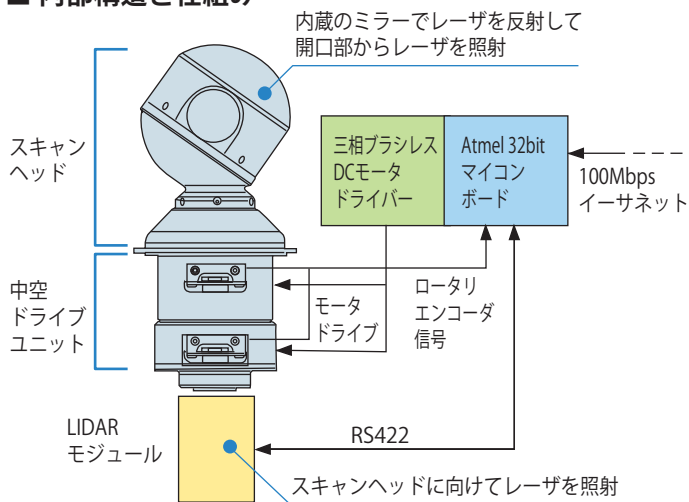 ■ 内部構造と仕組み
内蔵のミラーでレーザを反射して
開口部からレーザを照射
スキャン
ヘッド
三相ブラシレス
DCモータ
ドライバー
Atmel 32bit
マイコン
ボード
100Mbps
イーサネット
中空
ドライブ
ユニット
モータ
ドライブ
ロータリ
エンコーダ
信号
LIDAR
モジュール
RS422
スキャンヘッドに向けてレーザを照射